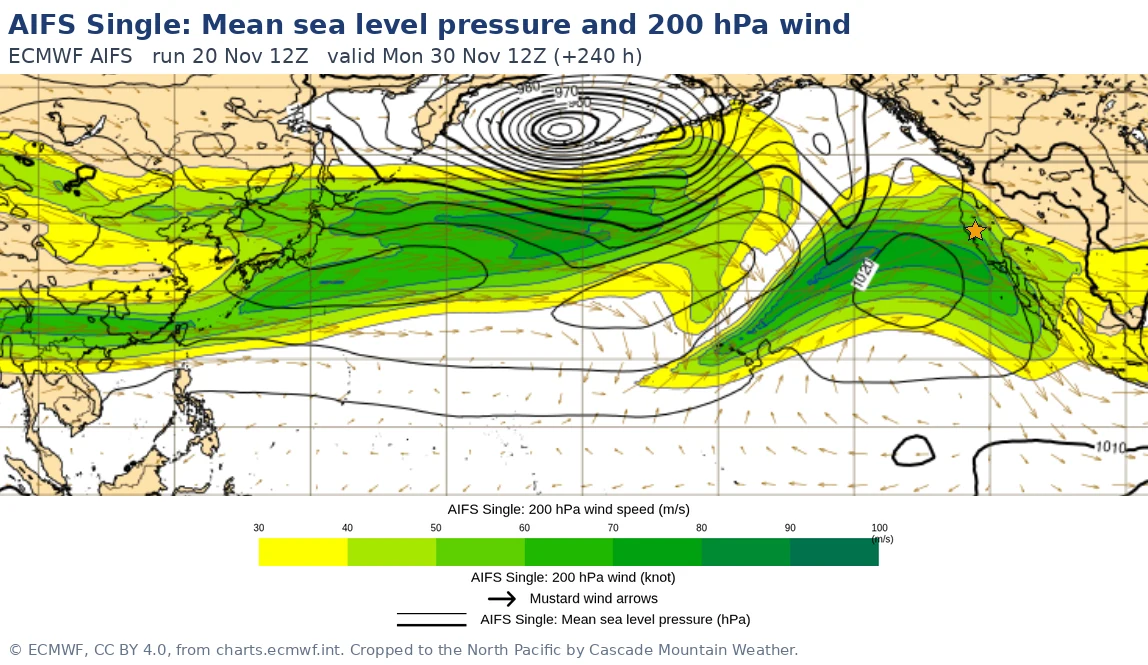 AIFS Single: Mean sea level pressure and 200 hPa wind
ECMWF AIFS run 20 Nov 12Z valid Mon 30 Nov 12Z (+240 h)
980
970
1020
1010
AIFS Single: 200 hPa wind speed (m/s)
30 40 50 60 70 80 90 100
(m/s)
AIFS Single: 200 hPa wind (knot)
Mustard wind arrows
AIFS Single: Mean sea level pressure (hPa)
© ECMWF, CC BY 4.0, from charts.ecmwf.int. Cropped to the North Pacific by Cascade Mountain Weather.